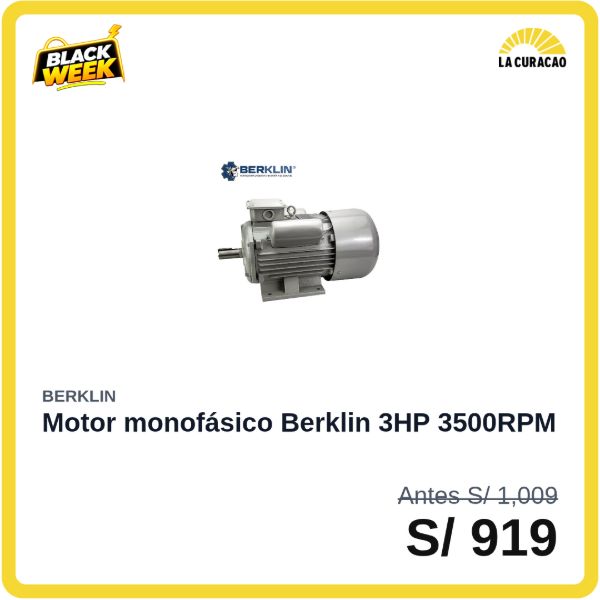 BLACK
WEEK
LA CURACAO
BERKLIN®
BERKLIN
Motor monofásico Berklin 3HP 3500RPM
Antes S/ 1,009
S/ 919